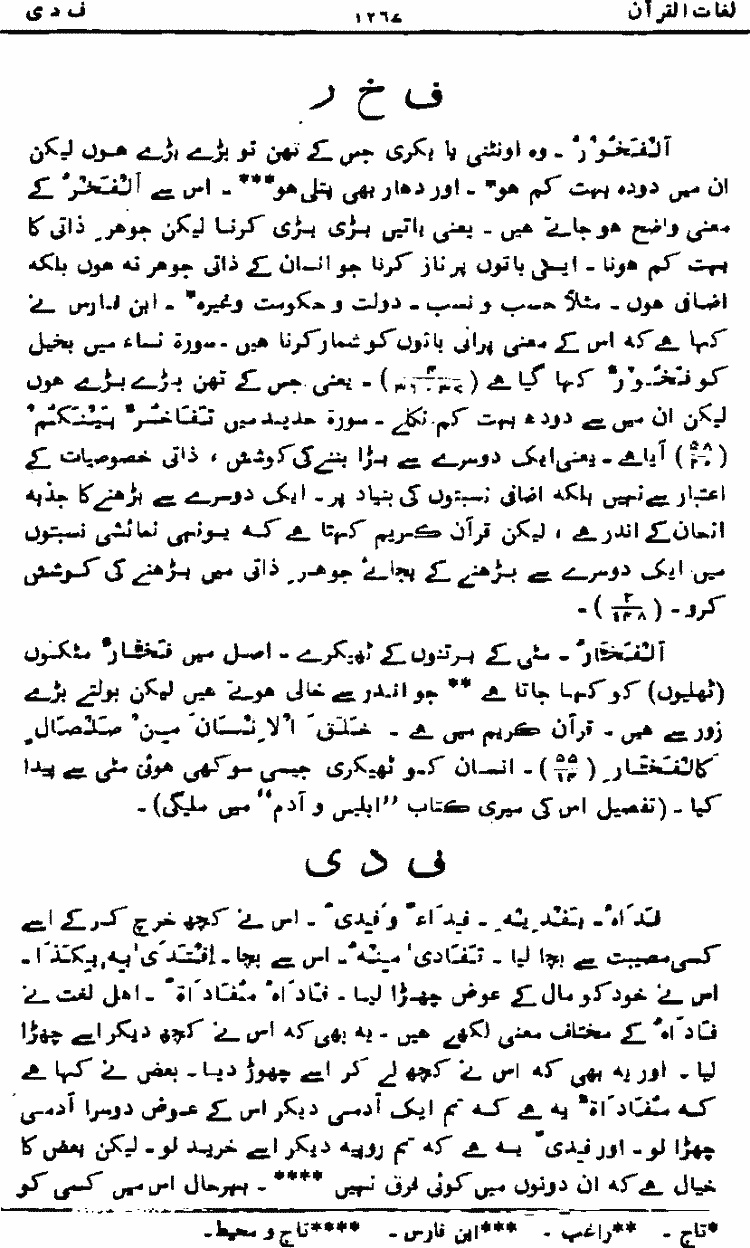 لغات القرآن ۱۲۶۷ ف د ی
ف خ ر
اَلْفَخُوْرُ ۔ وہ اونٹنی یا بکری جس کے تھن تو بڑے بڑے ہوں لیکن
ان میں دودھ بہت کم ہو* ۔ اور دھار بھی پتلی ہو*** ۔ اس سے اَلْفَخْرُ کے
معنی واضح ہو جاتے ہیں ۔ یعنی باتیں بڑی بڑی کرنا لیکن جوہرِ ذاتی کا
بہت کم ہونا ۔ ایسی باتوں پر ناز کرنا جو انسان کے ذاتی جوہر نہ ہوں بلکہ
اضافی ہوں ۔ مثلاً حسب و نسب ۔ دولت و حکومت وغیرہ* ۔ ابن فارس نے
کہا ہے کہ اس کے معنی پرانی باتوں کو شمار کرنا ہیں ۔ سورۃ نساء میں بخیل
کو فَخُوْرٌ کہا گیا ہے (۴/۳۶-۳۷) ۔ یعنی جس کے تھن بڑے بڑے ہوں
لیکن ان میں سے دودھ بہت کم نکلے ۔ سورۃ حدید میں تَفَاخُرٌ بَيْنَكُمْ
(۵۸/۲۰) آیا ہے ۔ یعنی ایک دوسرے سے بڑا بننے کی کوشش ، ذاتی خصوصیات کے
اعتبار سے نہیں بلکہ اضافی نسبتوں کی بنیاد پر ۔ ایک دوسرے سے بڑھنے کا جذبہ
انسان کے اندر ہے ، لیکن قرآن کریم کہتا ہے کہ یونہی نمائشی نسبتوں
میں ایک دوسرے سے بڑھنے کے بجائے جوہرِ ذاتی میں بڑھنے کی کوشش
کرو ۔ (۲/۱۴۸) ۔
اَلْفَخَّارُ ۔ مٹی کے برتنوں کے ٹھیکرے ۔ اصل میں فَخَّارٌ مٹکوں
(ٹھلیوں) کو کہا جاتا ہے ** جو اندر سے خالی ہوتے ہیں لیکن بولتے بڑے
زور سے ہیں ۔ قرآن کریم میں ہے ۔ خَلَقَ الْاِنْسَانَ مِنْ صَلْصَالٍ
كَالْفَخَّارِ (۵۵/۱۴) ۔ انسان کو ٹھیکری جیسی سوکھی ہوئی مٹی سے پیدا
کیا ۔ (تفصیل اس کی میری کتاب ”ابلیس و آدم“ میں ملیگی) ۔
ف د ی
فَدَاهُ ۔ يَفْدِيْهِ ۔ فِدَاءً وَفِدًى ۔ اس نے کچھ خرچ کر کے اسے
کسی مصیبت سے بچا لیا ۔ تَفَادٰى مِنْهُ ۔ اس سے بچا ۔ اِفْتَدٰى بِهٖ بِكَذَا ۔
اس نے خود کو مال کے عوض چھڑا لیا ۔ فَادَاهُ مُفَادَاةً ۔ اہل لغت نے
فَادَاهُ کے مختلف معنی لکھے ہیں ۔ یہ بھی کہ اس نے کچھ دیکر اسے چھڑا
لیا ۔ اور یہ بھی کہ اس نے کچھ لے کر اسے چھوڑ دیا ۔ بعض نے کہا ہے
کہ مُفَادَاةٌ یہ ہے کہ تم ایک آدمی دیکر اس کے عوض دوسرا آدمی
چھڑا لو ۔ اور فِدًى یہ ہے کہ تم روپیہ دیکر اسے خرید لو ۔ لیکن بعض کا
خیال ہے کہ ان دونوں میں کوئی فرق نہیں **** ۔ بہرحال اس میں کسی کو
*تاج ۔ **راغب ۔ ***ابن فارس ۔ ****تاج و محیط ۔